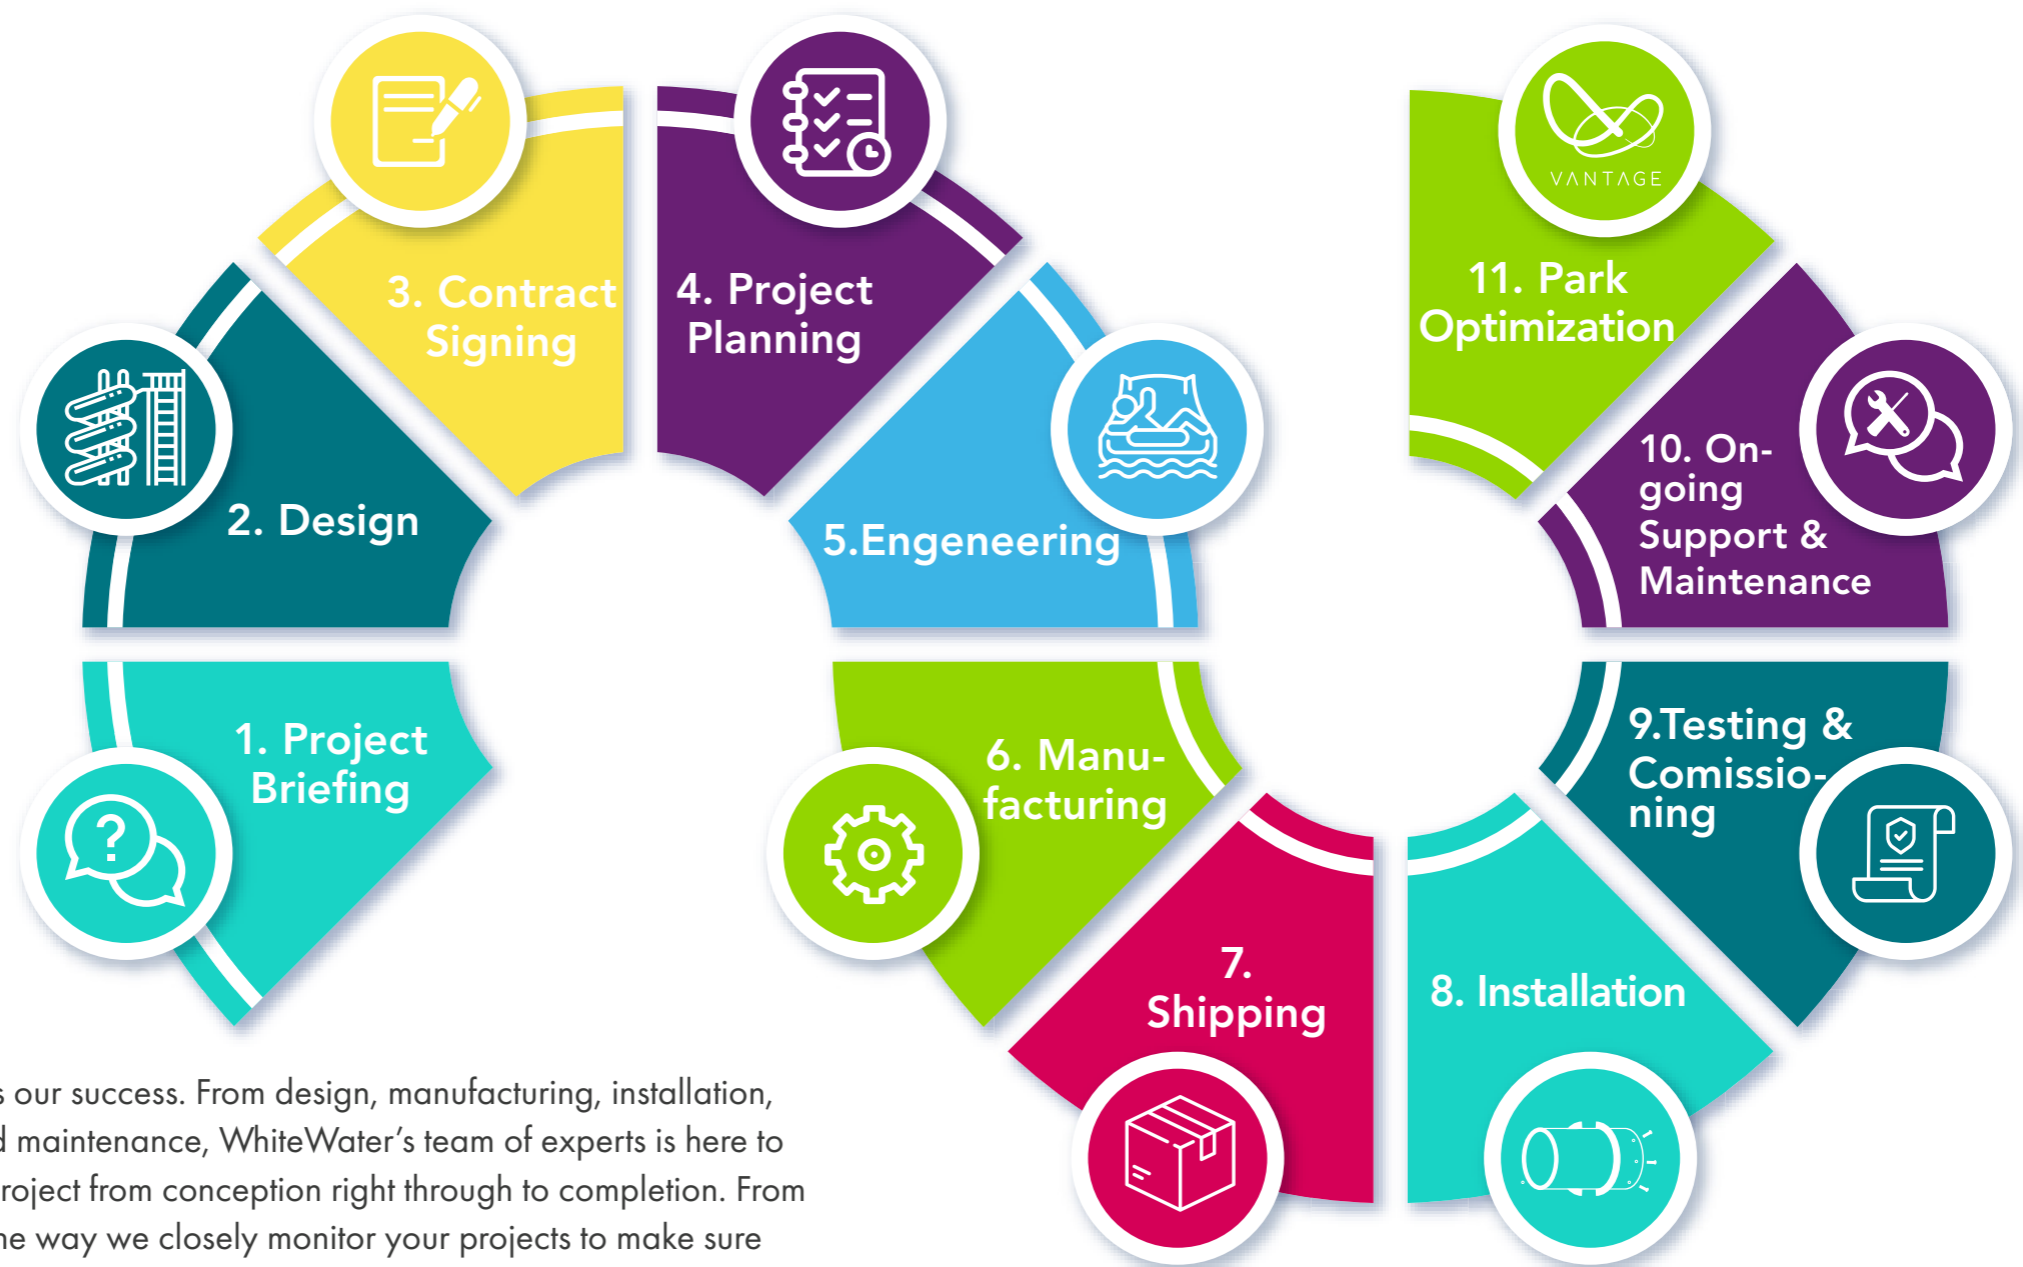 1. Project
Briefing
2. Design
3. Contract
Signing
4. Project
Planning
5.Engeneering
6. Manu-
facturing
7.
Shipping
8. Installation
9.Testing &
Comissio-
ning
10. On-
going
Support &
Maintenance
11. Park
Optimization
VANTAGE
?
s our success. From design, manufacturing, installation,
d maintenance, WhiteWater's team of experts is here to
roject from conception right through to completion. From
ne way we closely monitor your projects to make sure